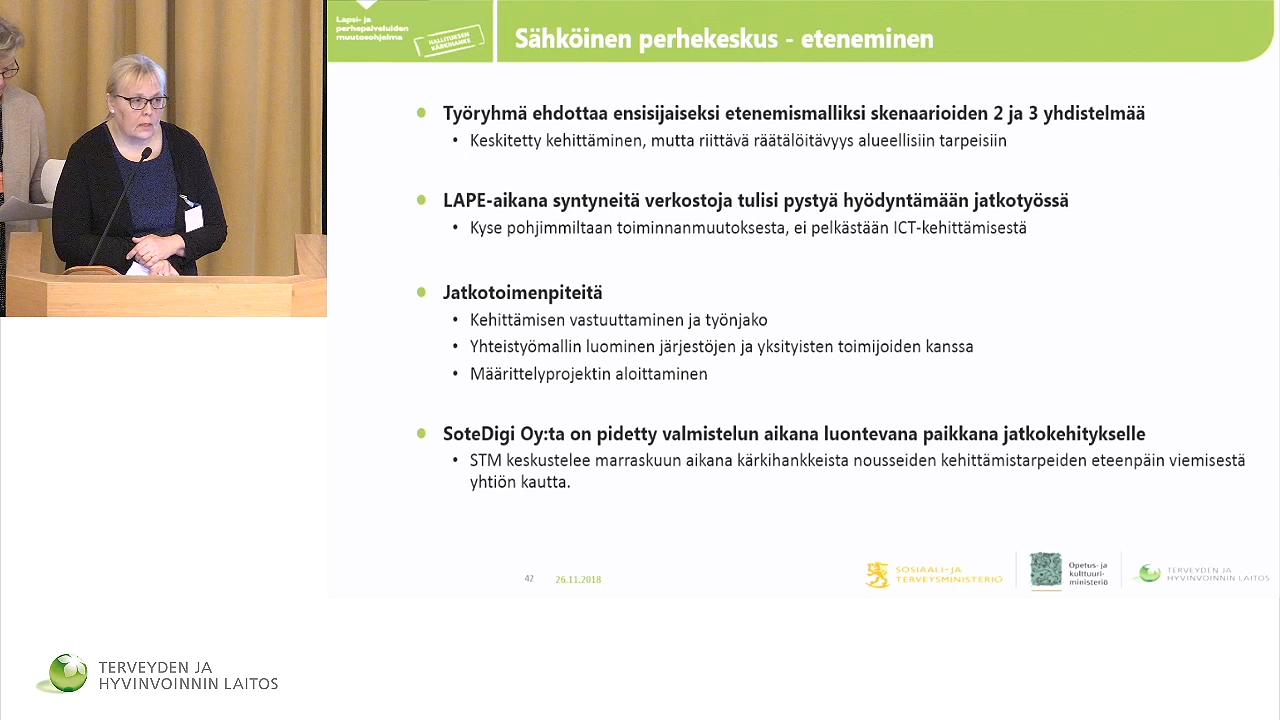 Lapsi- ja
perhepalveluiden
muutosohjelma
HALLITUKSEN
KÄRKIHANKE
Sähköinen perhekeskus - eteneminen
Työryhmä ehdottaa ensisijaiseksi etenemismalliksi skenaarioiden 2 ja 3 yhdistelmää
Keskitetty kehittäminen, mutta riittävä räätälöitävyys alueellisiin tarpeisiin
LAPE-aikana syntyneitä verkostoja tulisi pystyä hyödyntämään jatkotyössä
Kyse pohjimmiltaan toiminnanmuutoksesta, ei pelkästään ICT-kehittämisestä
Jatkotoimenpiteitä
Kehittämisen vastuuttaminen ja työnjako
Yhteistyömallin luominen järjestöjen ja yksityisten toimijoiden kanssa
Määrittelyprojektin aloittaminen
SoteDigi Oy:ta on pidetty valmistelun aikana luontevana paikkana jatkokehitykselle
STM keskustelee marraskuun aikana kärkihankkeista nousseiden kehittämistarpeiden eteenpäin viemisestä
yhtiön kautta.
42 26.11.2018
SOSIAALI- JA
TERVEYSMINISTERIÖ
Opetus- ja
kulttuuri-
ministeriö
TERVEYDEN JA
HYVINVOINNIN LAITOS
TERVEYDEN JA
HYVINVOINNIN LAITOS